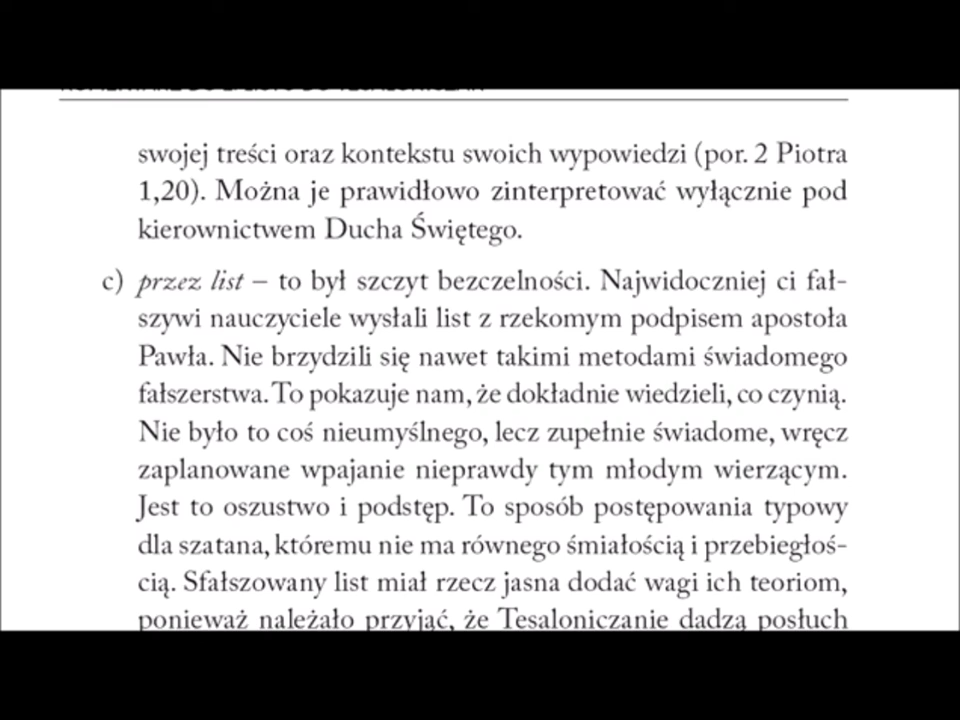 swojej treści oraz kontekstu swoich wypowiedzi (por. 2 Piotra
1,20). Można je prawidłowo zinterpretować wyłącznie pod
kierownictwem Ducha Świętego.
c) przez list – to był szczyt bezczelności. Najwidoczniej ci fał-
szywi nauczyciele wysłali list z rzekomym podpisem apostoła
Pawła. Nie brzydzili się nawet takimi metodami świadomego
fałszerstwa. To pokazuje nam, że dokładnie wiedzieli, co czynią.
Nie było to coś nieumyślnego, lecz zupełnie świadome, wręcz
zaplanowane wpajanie nieprawdy tym młodym wierzącym.
Jest to oszustwo i podstęp. To sposób postępowania typowy
dla szatana, któremu nie ma równego śmiałością i przebiegłoś-
cią. Sfałszowany list miał rzecz jasna dodać wagi ich teoriom,
ponieważ należało przyjąć, że Tesaloniczanie dadzą posłuch